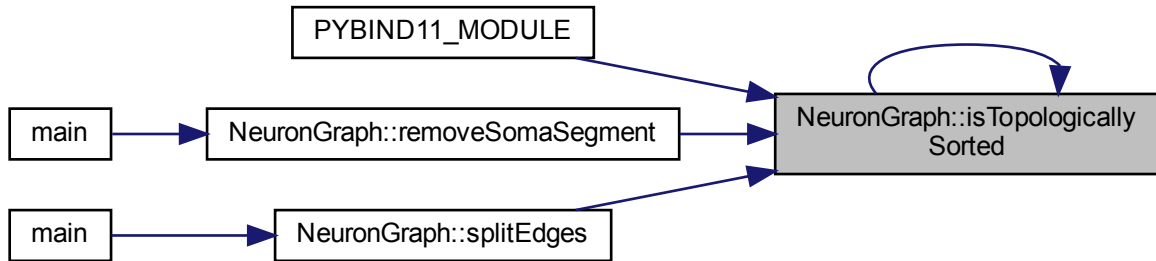 PYBIND11_MODULE
NeuronGraph::isTopologically
Sorted
main
NeuronGraph::removeSomaSegment
main
NeuronGraph::splitEdges